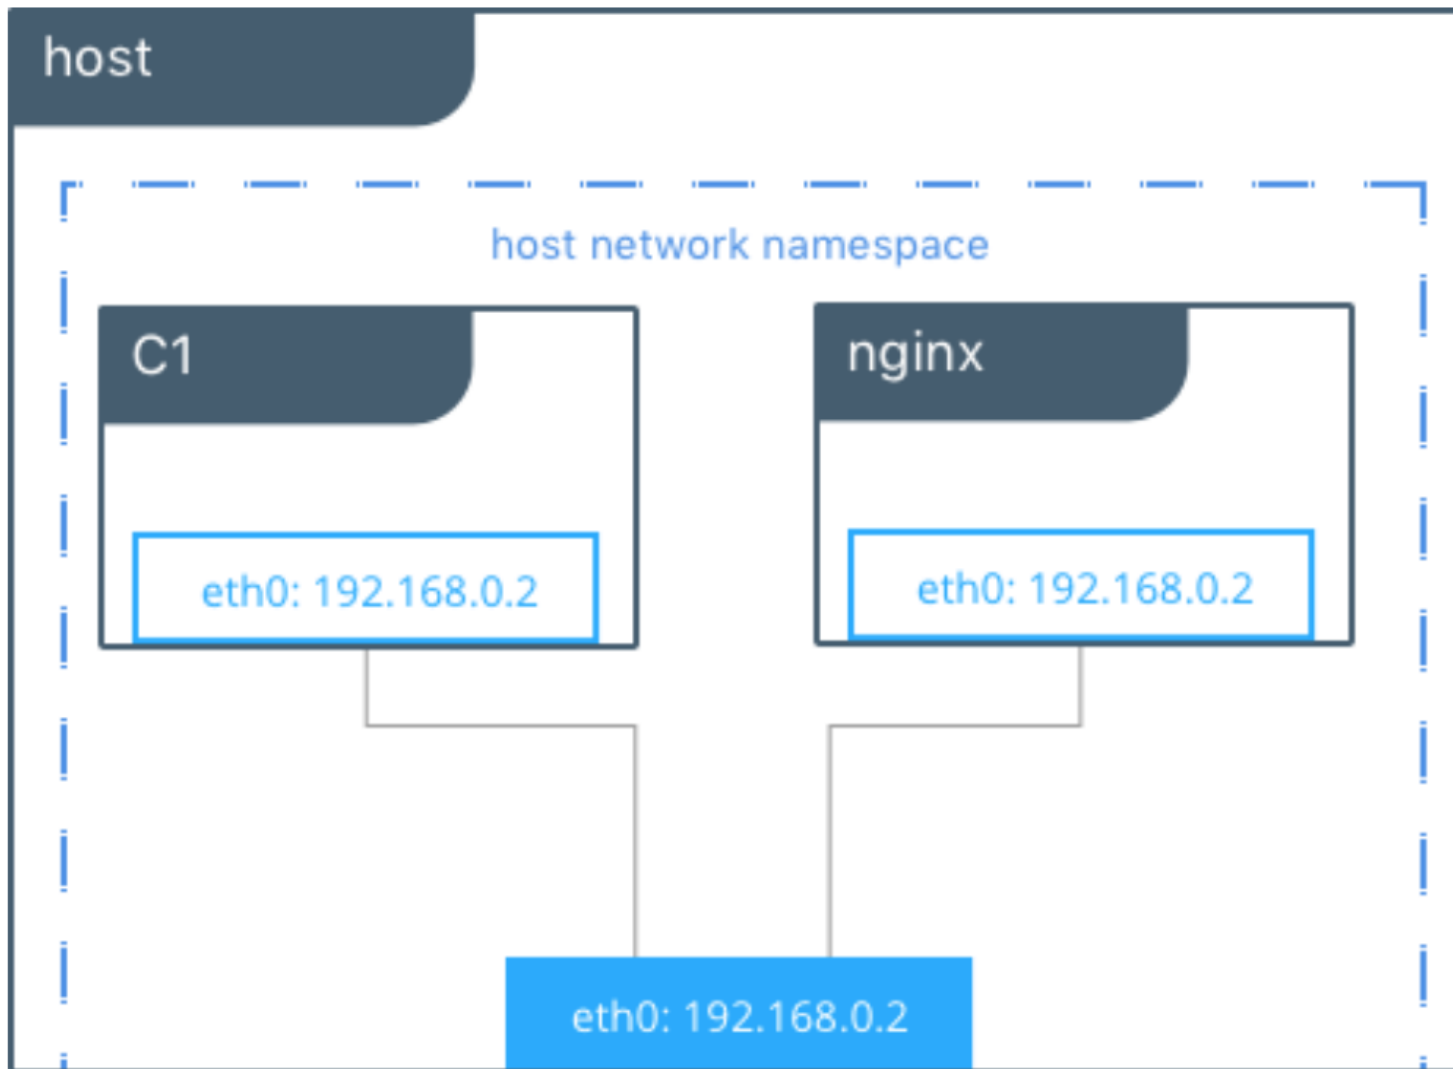 host
host network namespace
C1
nginx
eth0: 192.168.0.2
eth0: 192.168.0.2
eth0: 192.168.0.2